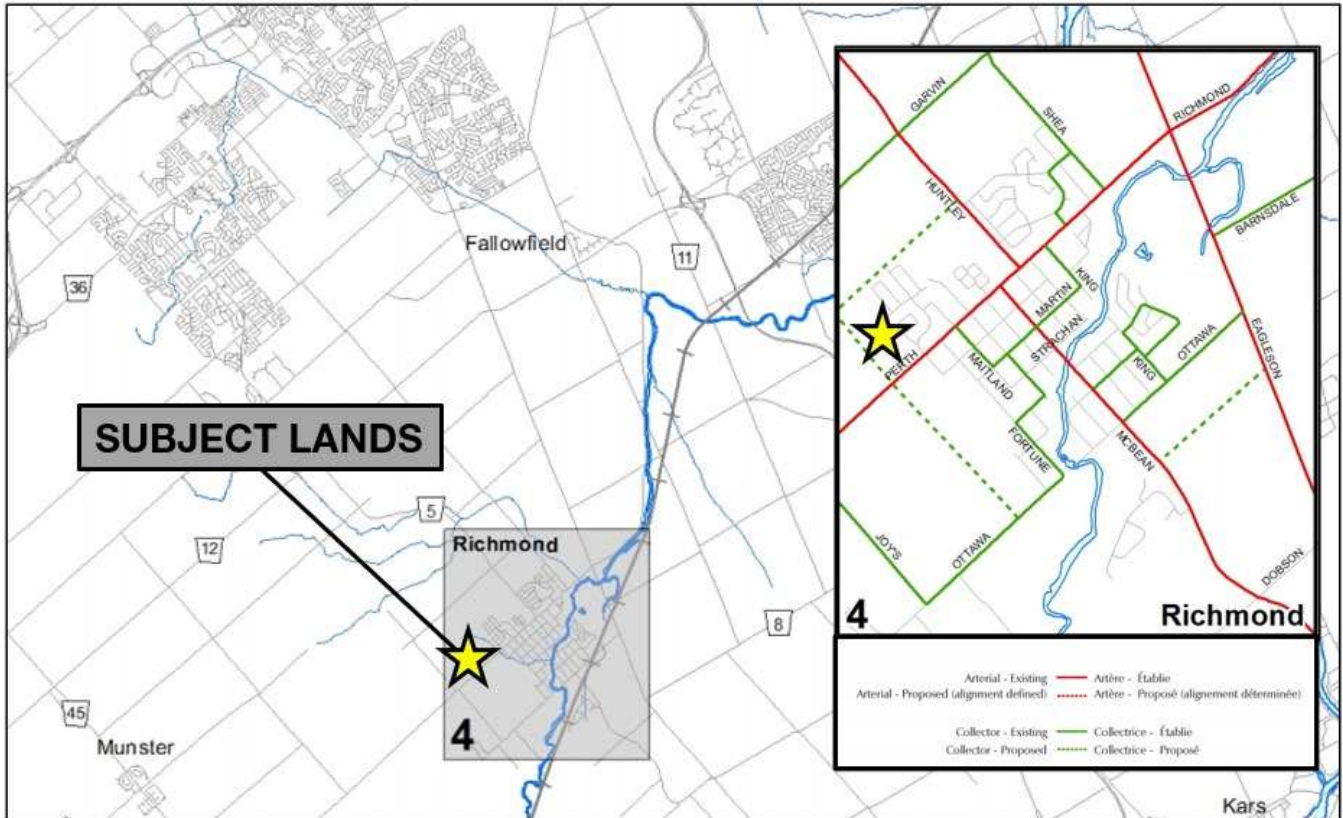 Fallowfield
11
36
SUBJECT LANDS
5
12
Richmond
8
4
45
Munster
Kars
GARVIN
SHEA
RICHMOND
HUNTLEY
BARNSDALE
KING
MARTIN
STRACHAN
EAGLESON
OTTAWA
PERTH
MAITLAND
KING
MCBEAN
FORTUNE
JOY'S
OTTAWA
DOBSON
4
Richmond
Arterial - Existing Artère - Établie
Arterial - Proposed (alignment defined) Artère - Proposé (alignement déterminée)
Collector - Existing Collectrice - Établie
Collector - Proposed Collectrice - Proposé